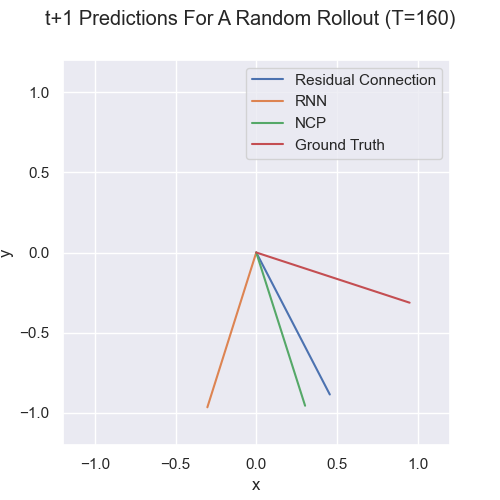 t+1 Predictions For A Random Rollout (T=160)
Residual Connection
RNN
NCP
Ground Truth
1.0
0.5
0.0
−0.5
−1.0
y
−1.0 −0.5 0.0 0.5 1.0
x